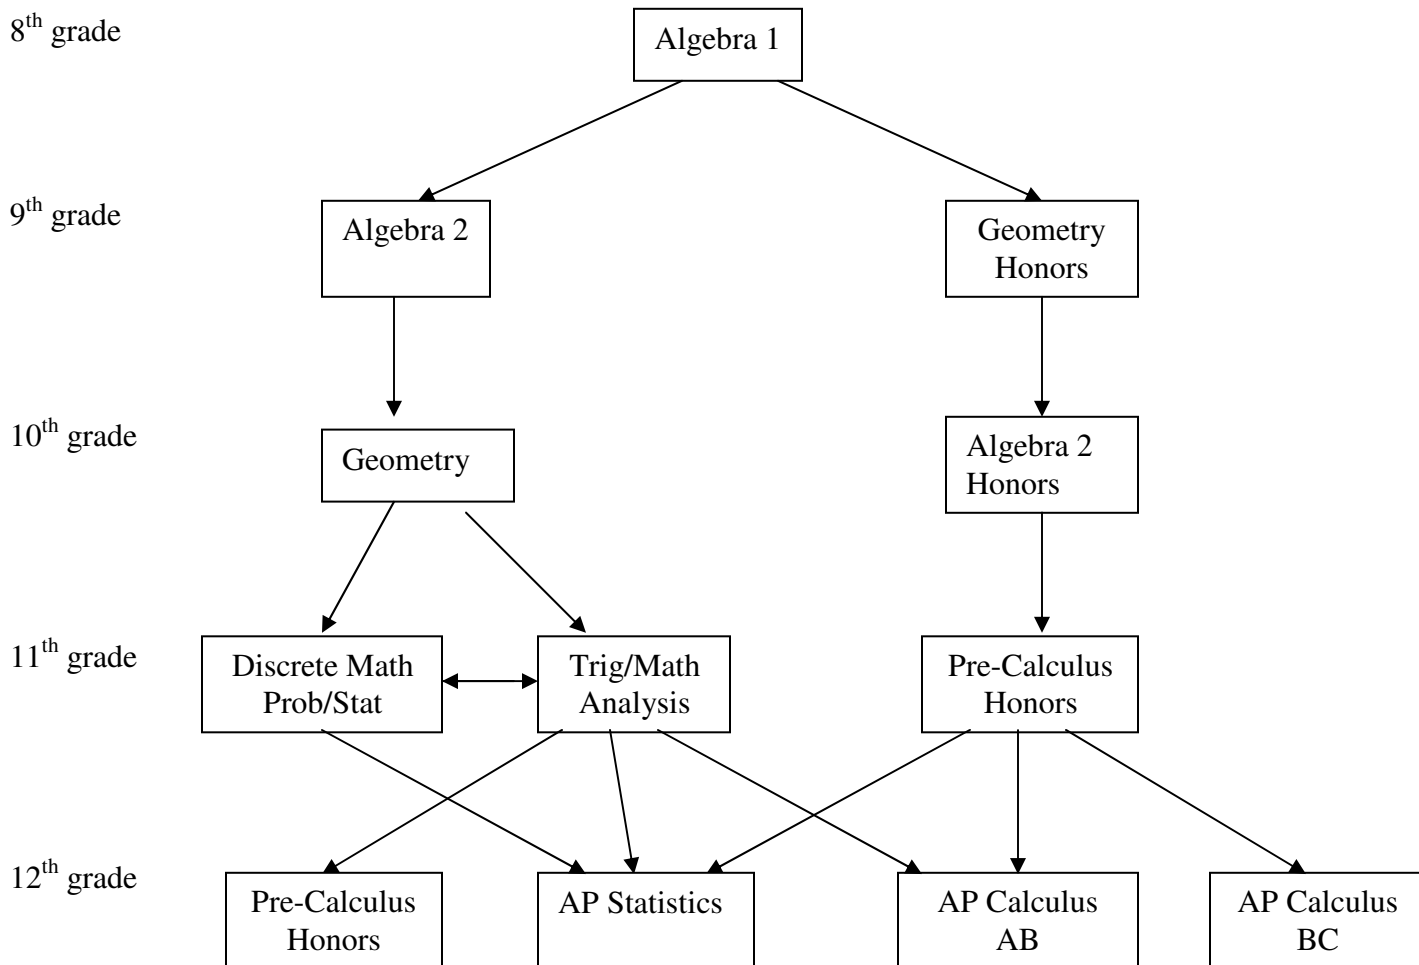 8th grade
Algebra 1
9th grade
Algebra 2
Geometry
Honors
10th grade
Geometry
Algebra 2
Honors
11th grade
Discrete Math
Prob/Stat
Trig/Math
Analysis
Pre-Calculus
Honors
12th grade
Pre-Calculus
Honors
AP Statistics
AP Calculus
AB
AP Calculus
BC